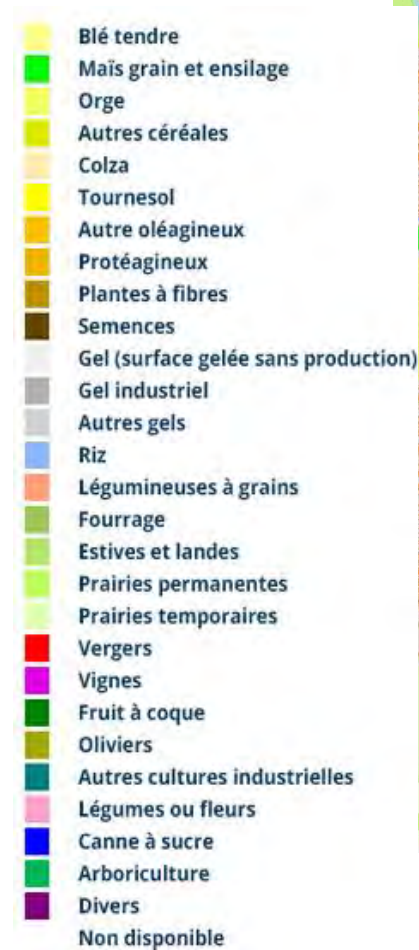 Blé tendre
Maïs grain et ensilage
Orge
Autres céréales
Colza
Tournesol
Autre oléagineux
Protéagineux
Plantes à fibres
Semences
Gel (surface gelée sans production)
Gel industriel
Autres gels
Riz
Légumineuses à grains
Fourrage
Estives et landes
Prairies permanentes
Prairies temporaires
Vergers
Vignes
Fruit à coque
Oliviers
Autres cultures industrielles
Légumes ou fleurs
Canne à sucre
Arboriculture
Divers
Non disponible